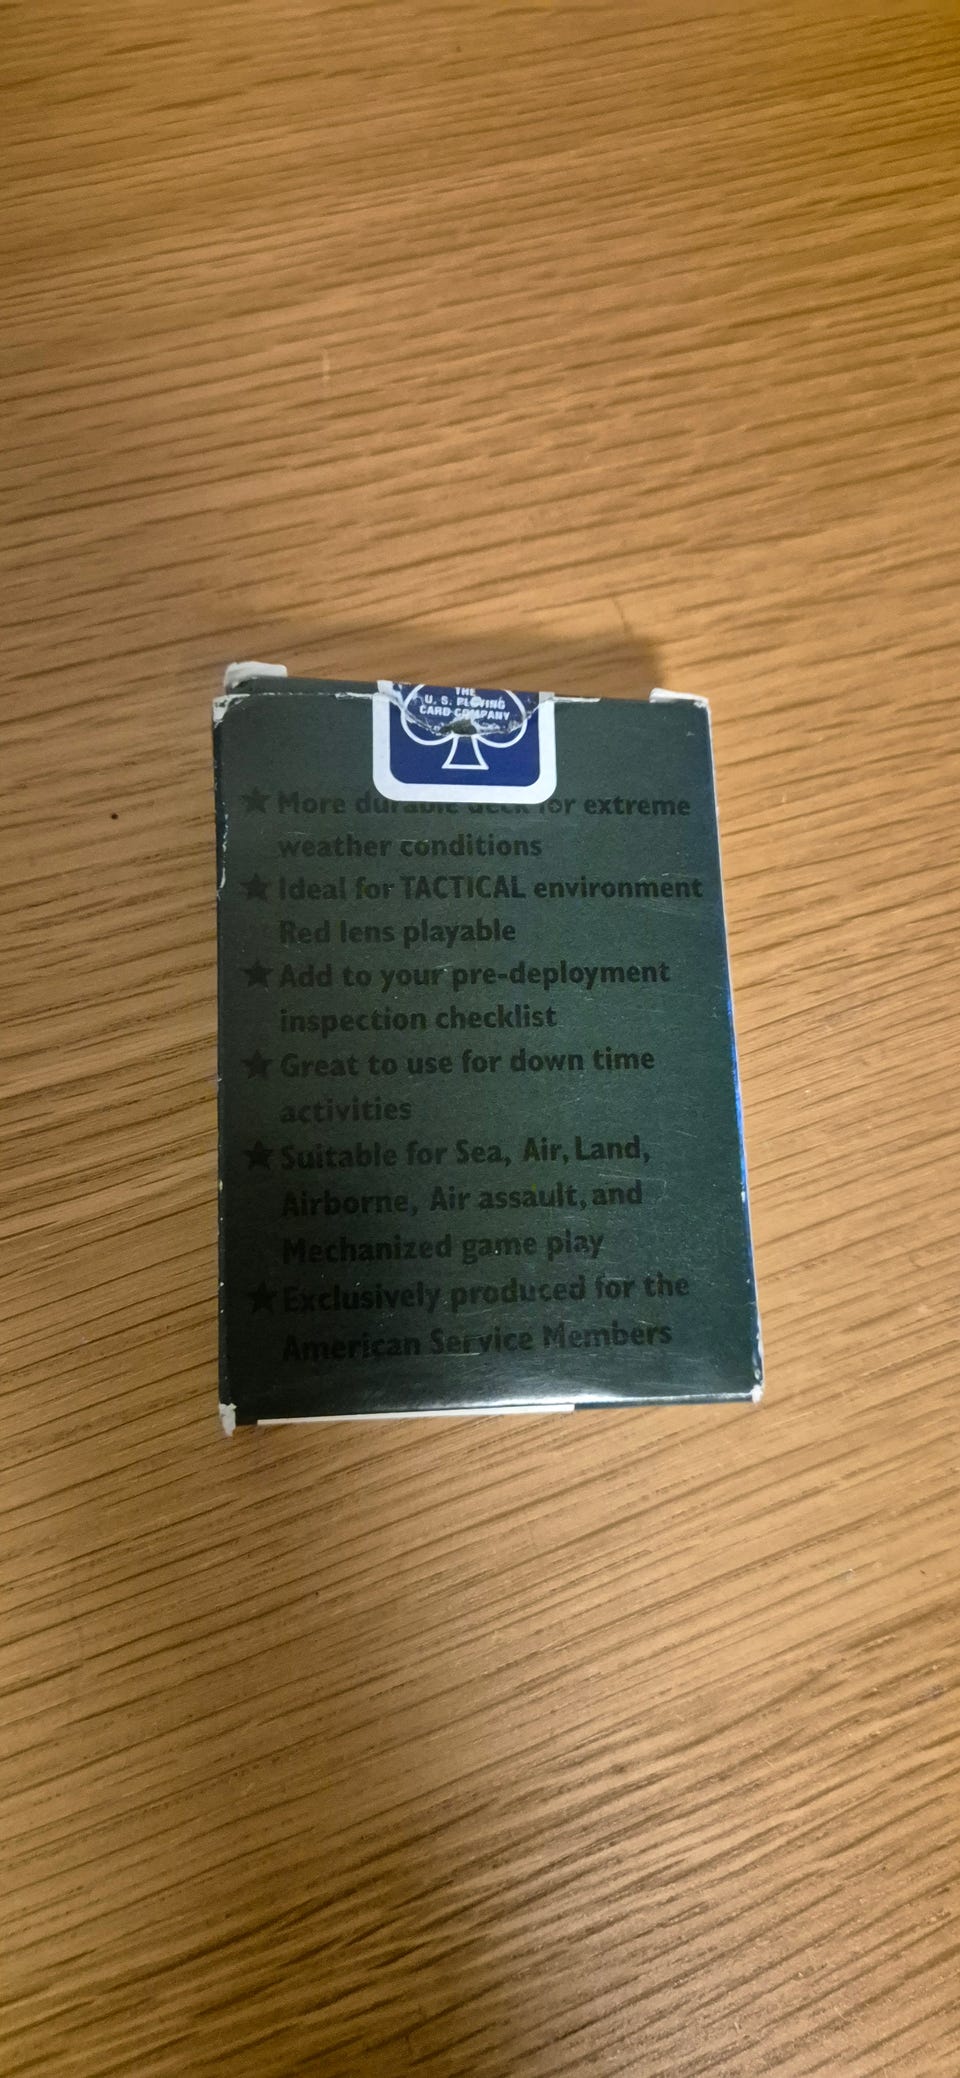 THE
U. S. PLAYING
CARD COMPANY
★ More durable deck for extreme
weather conditions
★ Ideal for TACTICAL environment
Red lens playable
★ Add to your pre-deployment
inspection checklist
★ Great to use for down time
activities
★ Suitable for Sea, Air, Land,
Airborne, Air assault, and
Mechanized game play
★ Exclusively produced for the
American Service Members